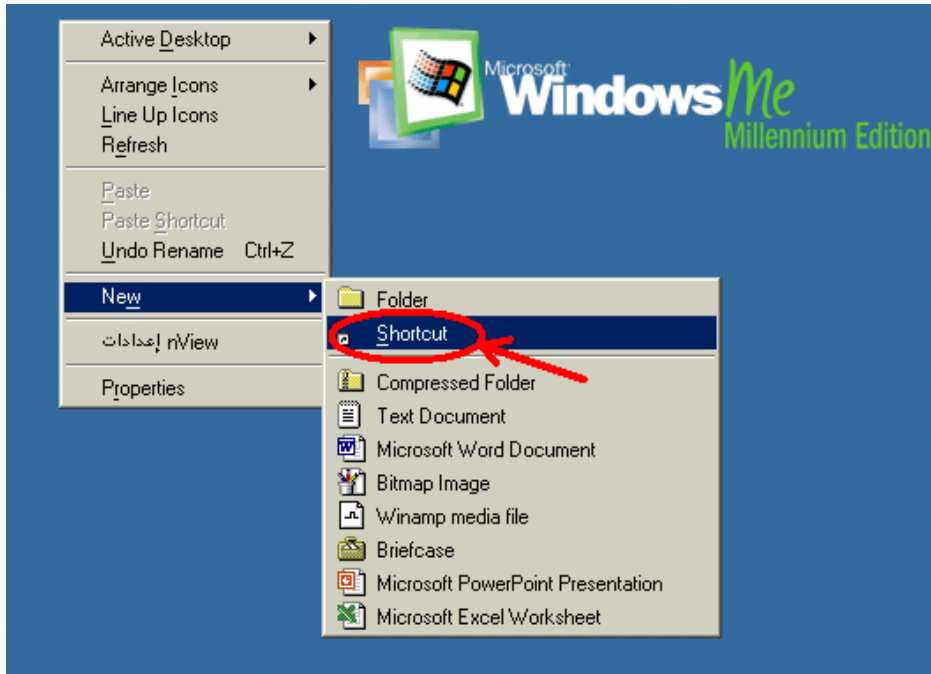 Active Desktop
Microsoft
Windows Me
Millennium Edition
Arrange Icons
Line Up Icons
Refresh
Paste
Paste Shortcut
Undo Rename Ctrl+Z
New
إعدادات nView
Properties
Folder
Shortcut
Compressed Folder
Text Document
Microsoft Word Document
Bitmap Image
Winamp media file
Briefcase
Microsoft PowerPoint Presentation
Microsoft Excel Worksheet